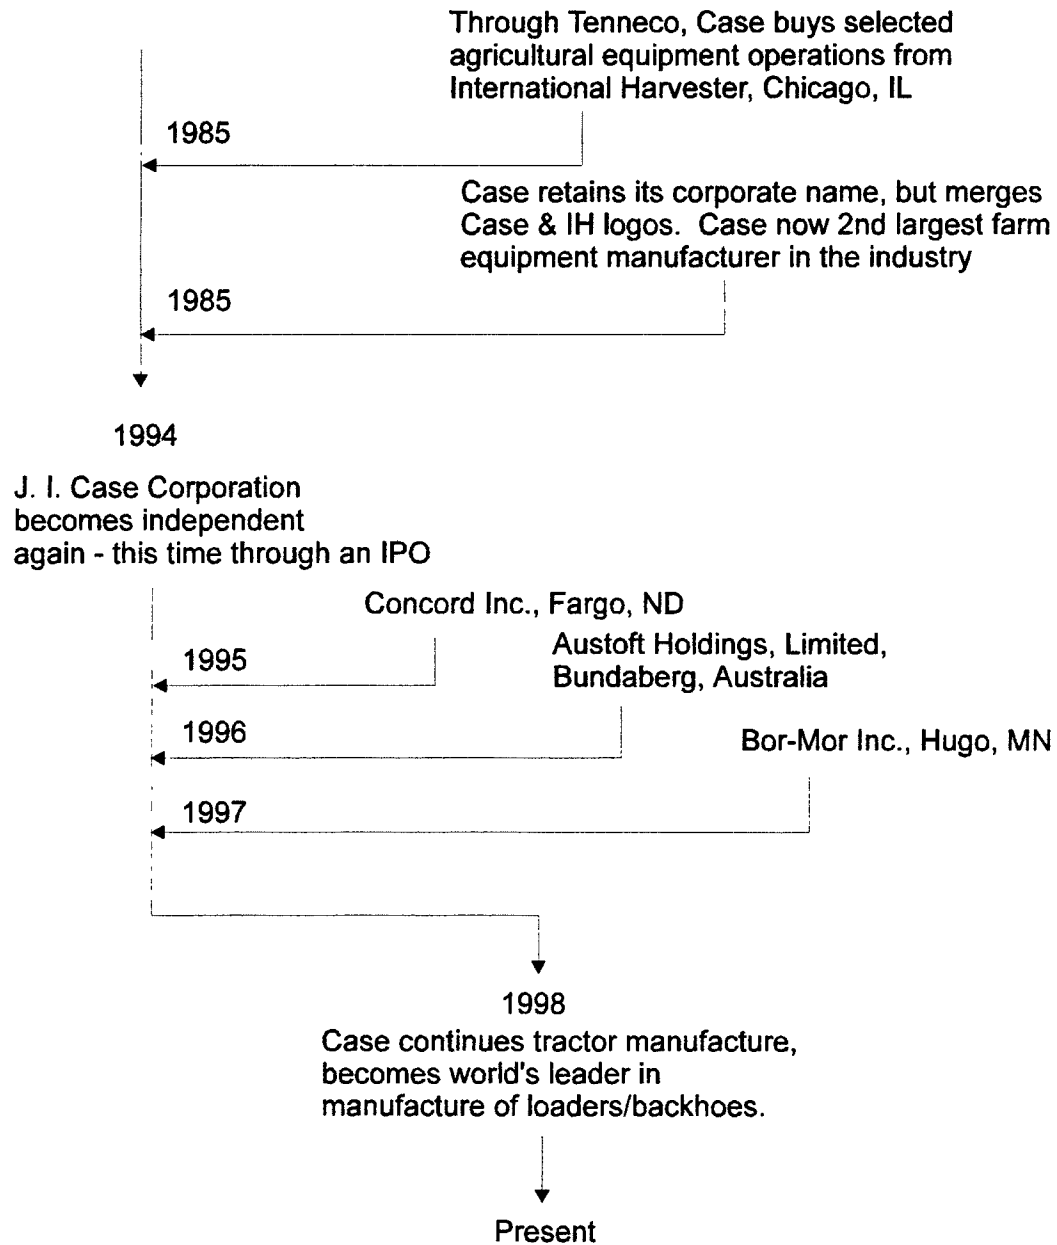 Through Tenneco, Case buys selected
agricultural equipment operations from
International Harvester, Chicago, IL
1985
Case retains its corporate name, but merges
Case & IH logos.  Case now 2nd largest farm
equipment manufacturer in the industry
1985
1994
J. I. Case Corporation
becomes independent
again - this time through an IPO
Concord Inc., Fargo, ND
1995
Austoft Holdings, Limited,
Bundaberg, Australia
1996
Bor-Mor Inc., Hugo, MN
1997
1998
Case continues tractor manufacture,
becomes world's leader in
manufacture of loaders/backhoes.
Present